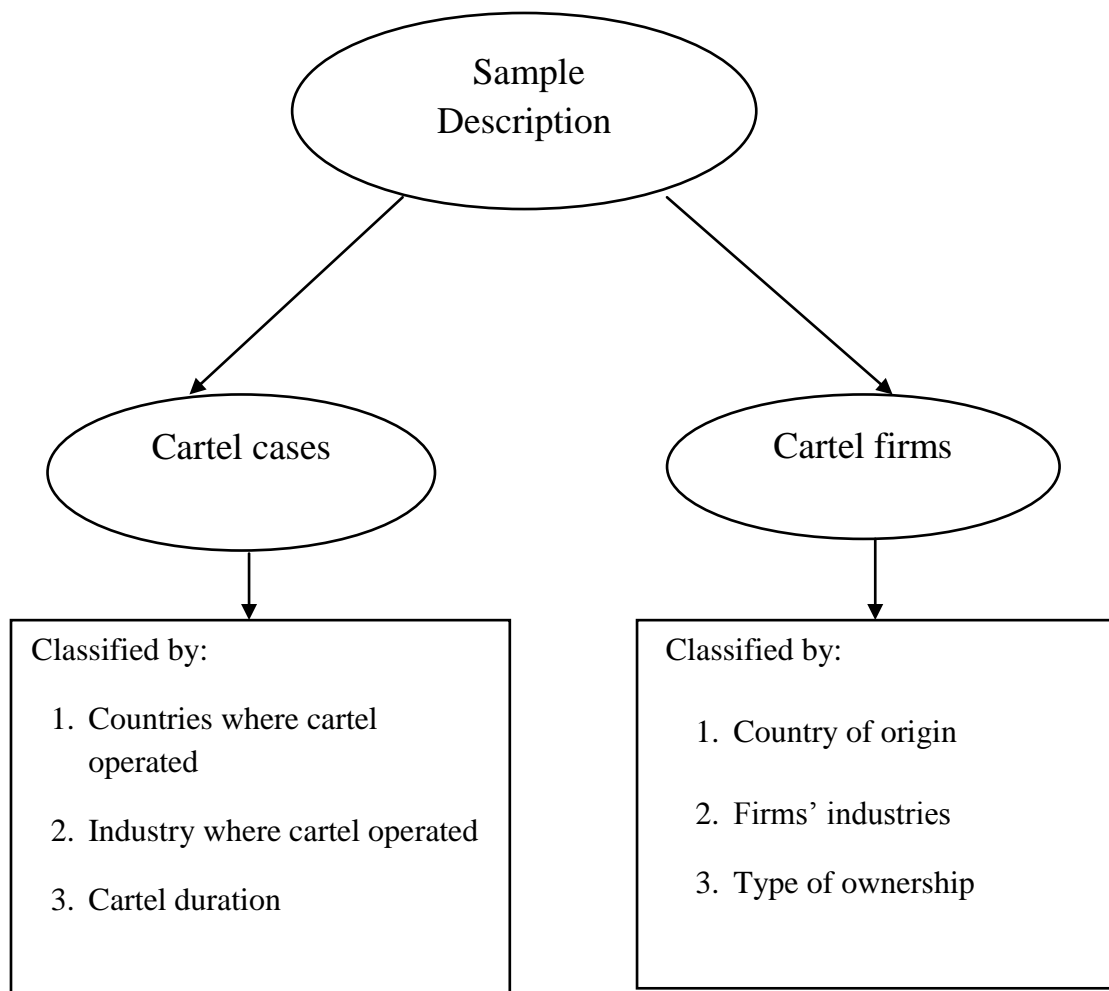 Sample
Description
Cartel cases
Cartel firms
Classified by:
1. Countries where cartel
operated
2. Industry where cartel operated
3. Cartel duration
Classified by:
1. Country of origin
2. Firms’ industries
3. Type of ownership